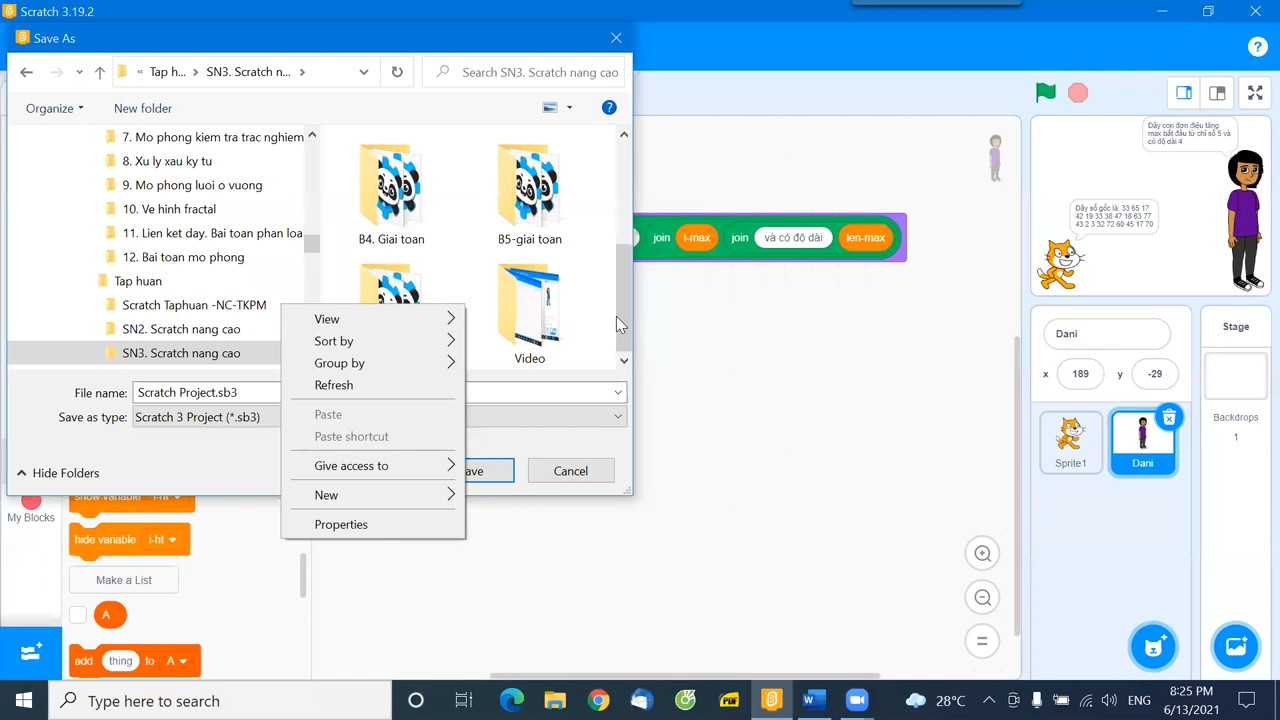 Scratch 3.19.2
Save As
« Tap h... › SN3. Scratch n... ›
Search SN3. Scratch nang cao
Organize
New folder
7. Mo phong kiem tra trac nghiem
8. Xu ly xau ky tu
9. Mo phong luoi o vuong
10. Ve hinh fractal
11. Lien ket day. Bai toan phan loa
12. Bai toan mo phong
Tap huan
Scratch Taphuan -NC-TKPM
SN2. Scratch nang cao
SN3. Scratch nang cao
B4. Giai toan
B5-giai toan
Video
View
Sort by
Group by
Refresh
Paste
Paste shortcut
Give access to
New
Properties
File name:
Scratch Project.sb3
Save as type:
Scratch 3 Project (*.sb3)
Hide Folders
ave
Cancel
join
i-max
join
và có độ dài
len-max
Dãy con đơn điệu tăng
max bắt đầu từ chỉ số 5 và
có độ dài 4
Dãy số gốc là. 33 65 17
42 19 33 38 47 18 63 77
43 2 3 32 72 60 45 17 70
Dani
x
189
y
-29
Sprite1
Dani
Stage
Backdrops
1
My Blocks
show variable i-ht
hide variable
i-ht
Make a List
A
add
thing
to
A
Type here to search
PDF
W
28°C
ENG
8:25 PM
6/13/2021